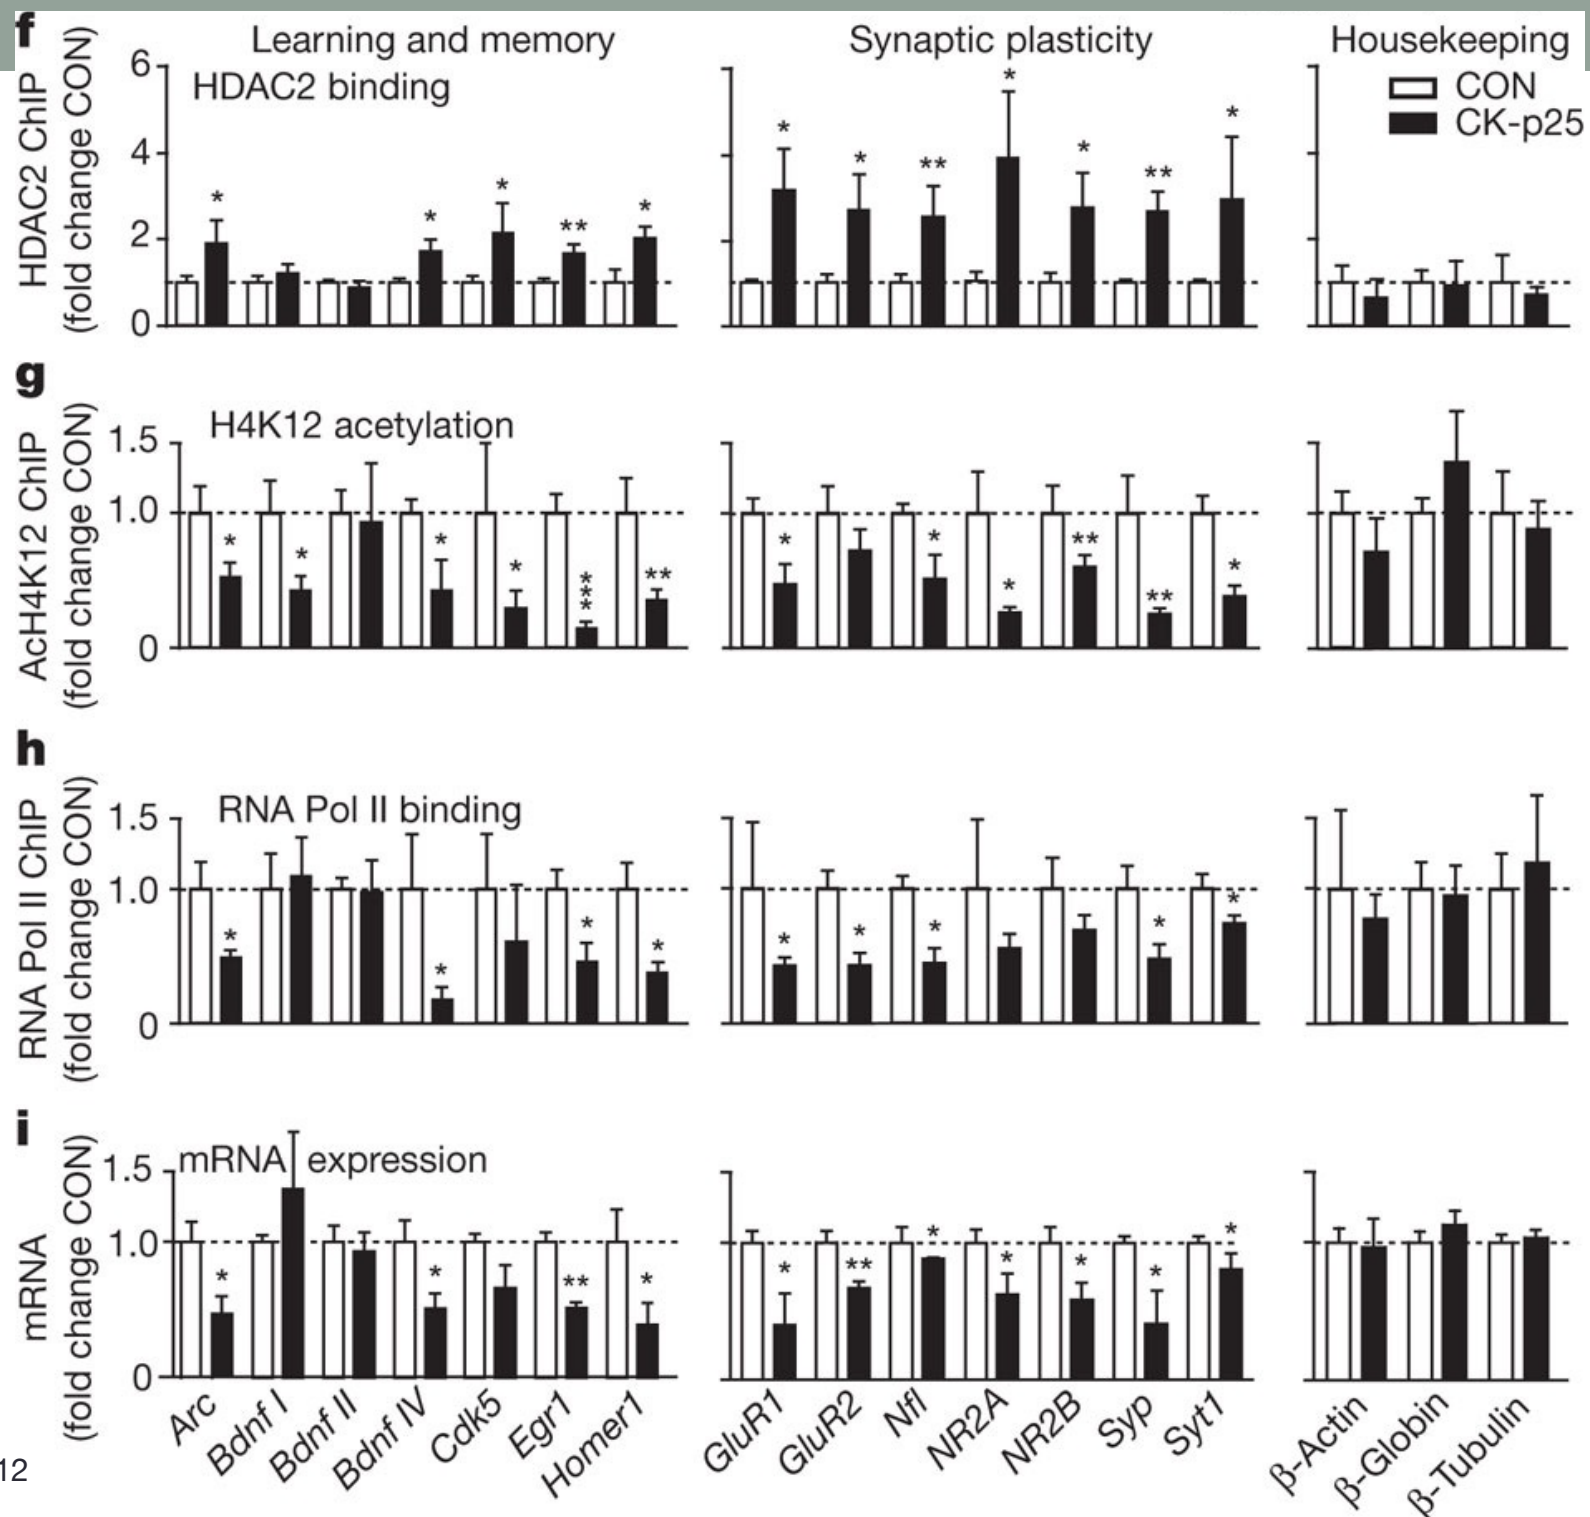 f
Learning and memory
Synaptic plasticity
Housekeeping
HDAC2 ChIP
(fold change CON)
6
4
2
0
HDAC2 binding
* * * ** *
* * ** * * ** *
CON
CK-p25
g
AcH4K12 ChIP
(fold change CON)
1.5
1.0
0
H4K12 acetylation
* * * * *** **
* * * ** ** *
h
RNA Pol II ChIP
(fold change CON)
1.5
1.0
0
RNA Pol II binding
* * * *
* * * * *
i
mRNA
(fold change CON)
1.5
1.0
0
mRNA expression
* * ** *
* ** * * * * *
Arc
Bdnf I
Bdnf II
Bdnf IV
Cdk5
Egr1
Homer1
GluR1
GluR2
Nfl
NR2A
NR2B
Syp
Syt1
β-Actin
β-Globin
β-Tubulin
12